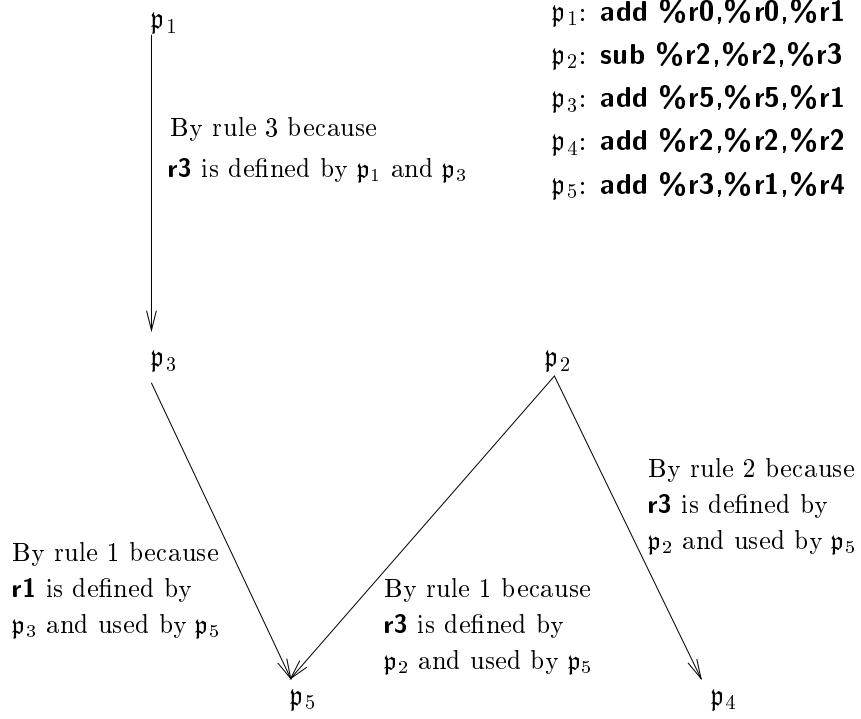 𝔭1
𝔭1: add %r0,%r0,%r1
𝔭2: sub %r2,%r2,%r3
𝔭3: add %r5,%r5,%r1
𝔭4: add %r2,%r2,%r2
𝔭5: add %r3,%r1,%r4
By rule 3 because
r3 is defined by 𝔭1 and 𝔭3
𝔭3
𝔭2
By rule 2 because
r3 is defined by
𝔭2 and used by 𝔭5
By rule 1 because
r1 is defined by
𝔭3 and used by 𝔭5
By rule 1 because
r3 is defined by
𝔭2 and used by 𝔭5
𝔭5
𝔭4